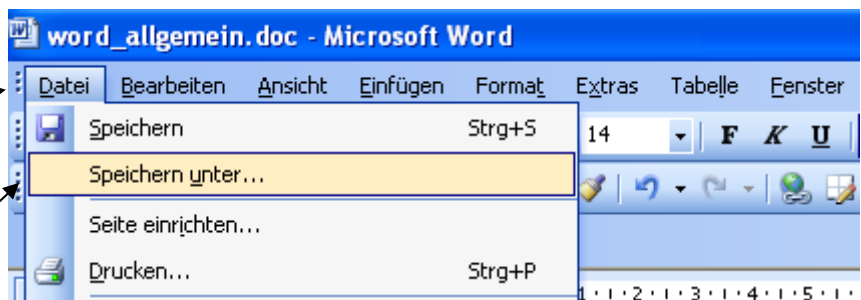 word_allgemein.doc - Microsoft Word
Datei Bearbeiten Ansicht Einfügen Format Extras Tabelle Fenster
Speichern Strg+S 14 F K U
Speichern unter...
Seite einrichten...
Drucken... Strg+P
1 2 3 4 5